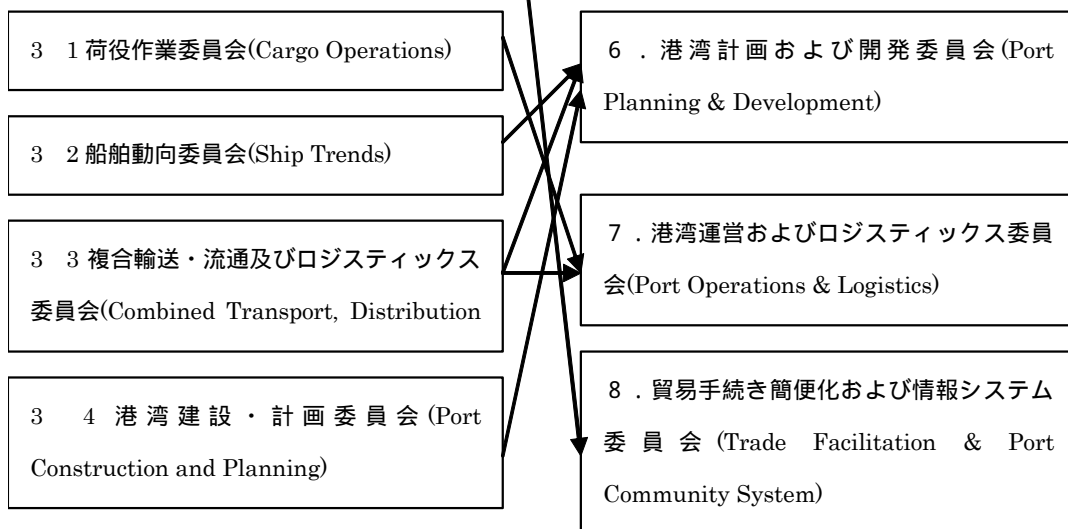 3 1荷役作業委員会(Cargo Operations)
3 2船舶動向委員会(Ship Trends)
3 3複合輸送・流通及びロジスティックス
委員会(Combined Transport, Distribution
3 4 港湾建設・計画委員会(Port
Construction and Planning)
6．港湾計画および開発委員会(Port
Planning & Development)
7．港湾運営およびロジスティックス委員
会(Port Operations & Logistics)
8．貿易手続き簡便化および情報システム
委員会(Trade Facilitation & Port
Community System)